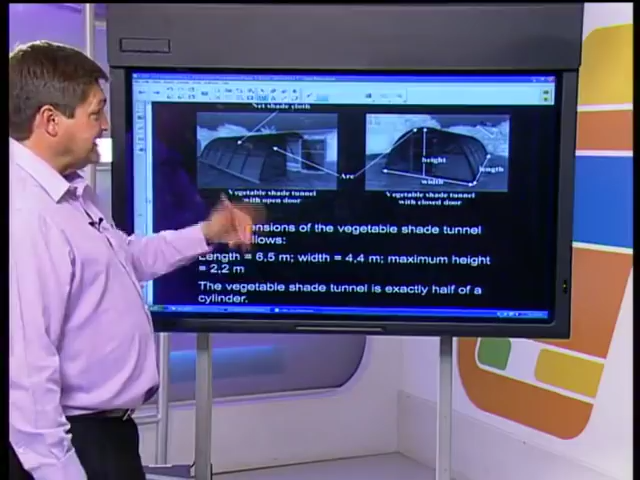 Net shade cloth
height
length
Arc
width
Vegetable shade tunnel
with open door
Vegetable shade tunnel
with closed door
ensions of the vegetable shade tunnel
llows:
Length = 6,5 m; width = 4,4 m; maximum height
= 2,2 m
The vegetable shade tunnel is exactly half of a
cylinder.